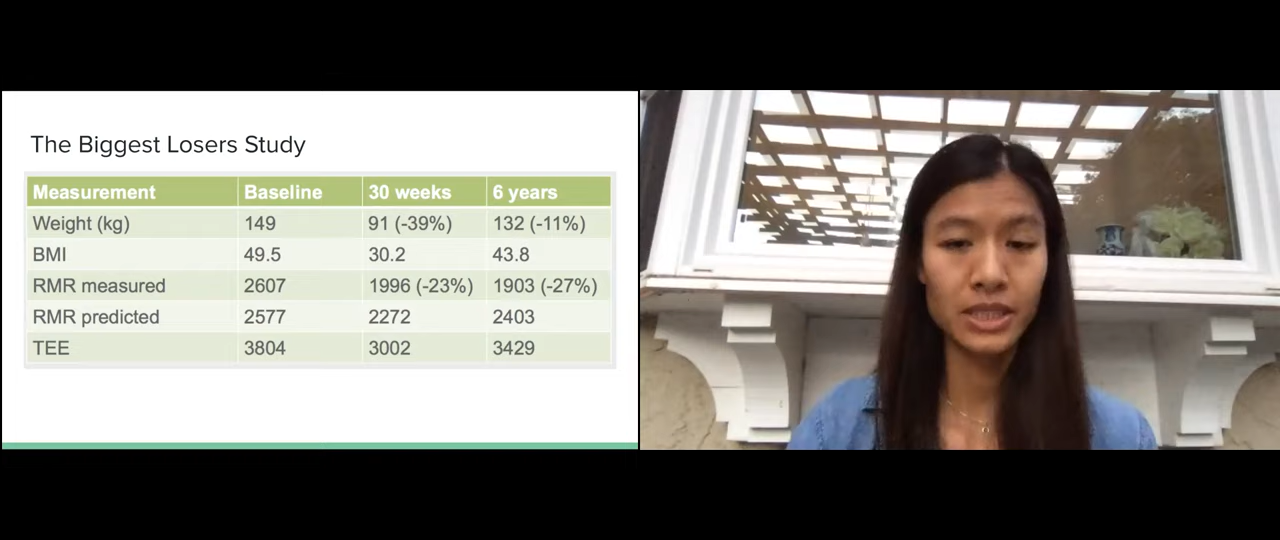 The Biggest Losers Study
Measurement Baseline 30 weeks 6 years
Weight (kg) 149 91 (-39%) 132 (-11%)
BMI 49.5 30.2 43.8
RMR measured 2607 1996 (-23%) 1903 (-27%)
RMR predicted 2577 2272 2403
TEE 3804 3002 3429